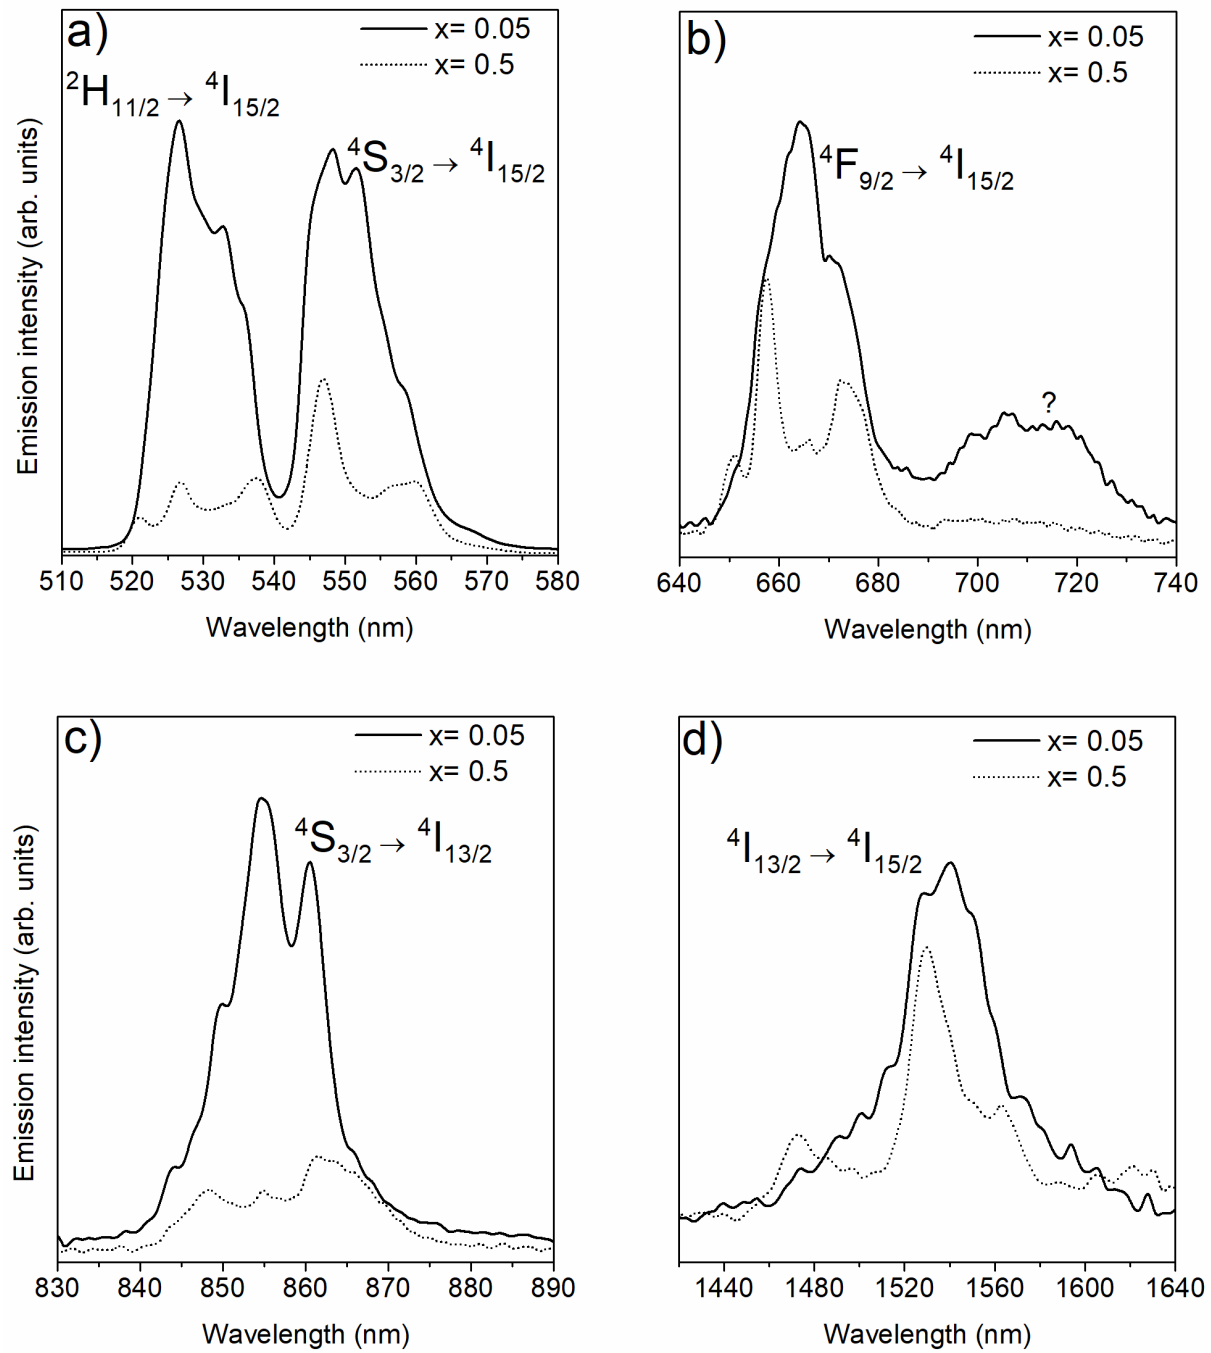 a)
x= 0.05
x= 0.5
²H₁₁/₂→ ⁴I₁₅/₂
⁴S₃/₂→ ⁴I₁₅/₂
Emission intensity (arb. units)
510 520 530 540 550 560 570 580
Wavelength (nm)
b)
x= 0.05
x= 0.5
⁴F₉/₂→ ⁴I₁₅/₂
?
640 660 680 700 720 740
Wavelength (nm)
c)
x= 0.05
x= 0.5
⁴S₃/₂→ ⁴I₁₃/₂
Emission intensity (arb. units)
830 840 850 860 870 880 890
Wavelength (nm)
d)
x= 0.05
x= 0.5
⁴I₁₃/₂→ ⁴I₁₅/₂
1440 1480 1520 1560 1600 1640
Wavelength (nm)